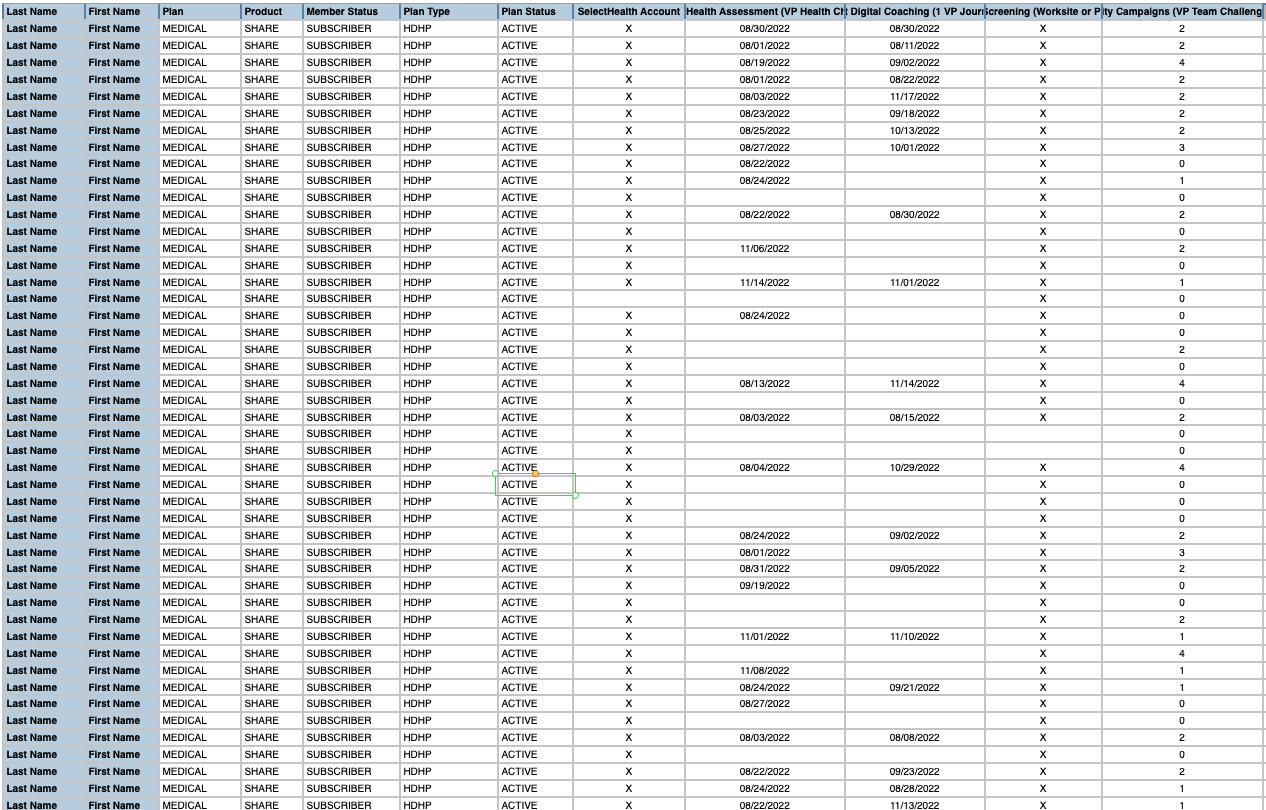 Last Name First Name Plan Product Member Status Plan Type Plan Status SelectHealth Account Health Assessment (VP Health Ch Digital Coaching (1 VP Jour creening (Worksite or P ty Campaigns (VP Team Challeng
Last Name First Name MEDICAL SHARE SUBSCRIBER HDHP ACTIVE X 08/30/2022 08/30/2022 X 2
Last Name First Name MEDICAL SHARE SUBSCRIBER HDHP ACTIVE X 08/01/2022 08/11/2022 X 2
Last Name First Name MEDICAL SHARE SUBSCRIBER HDHP ACTIVE X 08/19/2022 09/02/2022 X 4
Last Name First Name MEDICAL SHARE SUBSCRIBER HDHP ACTIVE X 08/01/2022 08/22/2022 X 2
Last Name First Name MEDICAL SHARE SUBSCRIBER HDHP ACTIVE X 08/03/2022 11/17/2022 X 2
Last Name First Name MEDICAL SHARE SUBSCRIBER HDHP ACTIVE X 08/23/2022 09/18/2022 X 2
Last Name First Name MEDICAL SHARE SUBSCRIBER HDHP ACTIVE X 08/25/2022 10/13/2022 X 2
Last Name First Name MEDICAL SHARE SUBSCRIBER HDHP ACTIVE X 08/27/2022 10/01/2022 X 3
Last Name First Name MEDICAL SHARE SUBSCRIBER HDHP ACTIVE X 08/22/2022 X 0
Last Name First Name MEDICAL SHARE SUBSCRIBER HDHP ACTIVE X 08/24/2022 X 1
Last Name First Name MEDICAL SHARE SUBSCRIBER HDHP ACTIVE X X 0
Last Name First Name MEDICAL SHARE SUBSCRIBER HDHP ACTIVE X 08/22/2022 08/30/2022 X 2
Last Name First Name MEDICAL SHARE SUBSCRIBER HDHP ACTIVE X X 0
Last Name First Name MEDICAL SHARE SUBSCRIBER HDHP ACTIVE X 11/06/2022 X 2
Last Name First Name MEDICAL SHARE SUBSCRIBER HDHP ACTIVE X X 0
Last Name First Name MEDICAL SHARE SUBSCRIBER HDHP ACTIVE X 11/14/2022 11/01/2022 X 1
Last Name First Name MEDICAL SHARE SUBSCRIBER HDHP ACTIVE X 0
Last Name First Name MEDICAL SHARE SUBSCRIBER HDHP ACTIVE X 08/24/2022 X 0
Last Name First Name MEDICAL SHARE SUBSCRIBER HDHP ACTIVE X X 0
Last Name First Name MEDICAL SHARE SUBSCRIBER HDHP ACTIVE X X 2
Last Name First Name MEDICAL SHARE SUBSCRIBER HDHP ACTIVE X X 0
Last Name First Name MEDICAL SHARE SUBSCRIBER HDHP ACTIVE X 08/13/2022 11/14/2022 X 4
Last Name First Name MEDICAL SHARE SUBSCRIBER HDHP ACTIVE X X 0
Last Name First Name MEDICAL SHARE SUBSCRIBER HDHP ACTIVE X 08/03/2022 08/15/2022 X 2
Last Name First Name MEDICAL SHARE SUBSCRIBER HDHP ACTIVE X 0
Last Name First Name MEDICAL SHARE SUBSCRIBER HDHP ACTIVE X 0
Last Name First Name MEDICAL SHARE SUBSCRIBER HDHP ACTIVE X 08/04/2022 10/29/2022 X 4
Last Name First Name MEDICAL SHARE SUBSCRIBER HDHP ACTIVE X X 0
Last Name First Name MEDICAL SHARE SUBSCRIBER HDHP ACTIVE X X 0
Last Name First Name MEDICAL SHARE SUBSCRIBER HDHP ACTIVE X X 0
Last Name First Name MEDICAL SHARE SUBSCRIBER HDHP ACTIVE X 08/24/2022 09/02/2022 X 2
Last Name First Name MEDICAL SHARE SUBSCRIBER HDHP ACTIVE X 08/01/2022 X 3
Last Name First Name MEDICAL SHARE SUBSCRIBER HDHP ACTIVE X 08/31/2022 09/05/2022 X 2
Last Name First Name MEDICAL SHARE SUBSCRIBER HDHP ACTIVE X 09/19/2022 X 0
Last Name First Name MEDICAL SHARE SUBSCRIBER HDHP ACTIVE X X 0
Last Name First Name MEDICAL SHARE SUBSCRIBER HDHP ACTIVE X X 2
Last Name First Name MEDICAL SHARE SUBSCRIBER HDHP ACTIVE X 11/01/2022 11/10/2022 X 1
Last Name First Name MEDICAL SHARE SUBSCRIBER HDHP ACTIVE X X 4
Last Name First Name MEDICAL SHARE SUBSCRIBER HDHP ACTIVE X 11/08/2022 X 1
Last Name First Name MEDICAL SHARE SUBSCRIBER HDHP ACTIVE X 08/24/2022 09/21/2022 X 1
Last Name First Name MEDICAL SHARE SUBSCRIBER HDHP ACTIVE X 08/27/2022 X 0
Last Name First Name MEDICAL SHARE SUBSCRIBER HDHP ACTIVE X X 0
Last Name First Name MEDICAL SHARE SUBSCRIBER HDHP ACTIVE X 08/03/2022 08/08/2022 X 2
Last Name First Name MEDICAL SHARE SUBSCRIBER HDHP ACTIVE X X 0
Last Name First Name MEDICAL SHARE SUBSCRIBER HDHP ACTIVE X 08/22/2022 09/23/2022 X 2
Last Name First Name MEDICAL SHARE SUBSCRIBER HDHP ACTIVE X 08/24/2022 08/28/2022 X 1
Last Name First Name MEDICAL SHARE SUBSCRIBER HDHP ACTIVE X 08/22/2022 11/13/2022 X 1